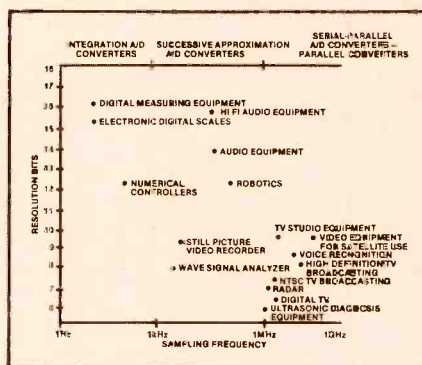 INTEGRATION A/D CONVERTERS
SUCCESSIVE APPROXIMATION A/D CONVERTERS
SERIAL-PARALLEL A/D CONVERTERS – PARALLEL CONVERTERS
RESOLUTION BITS
16
15
14
13
12
11
10
9
8
7
6
DIGITAL MEASURING EQUIPMENT
HI FI AUDIO EQUIPMENT
ELECTRONIC DIGITAL SCALES
AUDIO EQUIPMENT
NUMERICAL
CONTROLLERS
ROBOTICS
TV STUDIO EQUIPMENT
STILL PICTURE
VIDEO RECORDER
VIDEO EQUIPMENT
FOR SATELLITE USE
VOICE RECOGNITION
WAVE SIGNAL ANALYZER
HIGH DEFINITION TV
BROADCASTING
NTSC TV BROADCASTING
RADAR
DIGITAL TV
ULTRASONIC DIAGNOSIS
EQUIPMENT
1Hz 1kHz 1MHz 1GHz
SAMPLING FREQUENCY